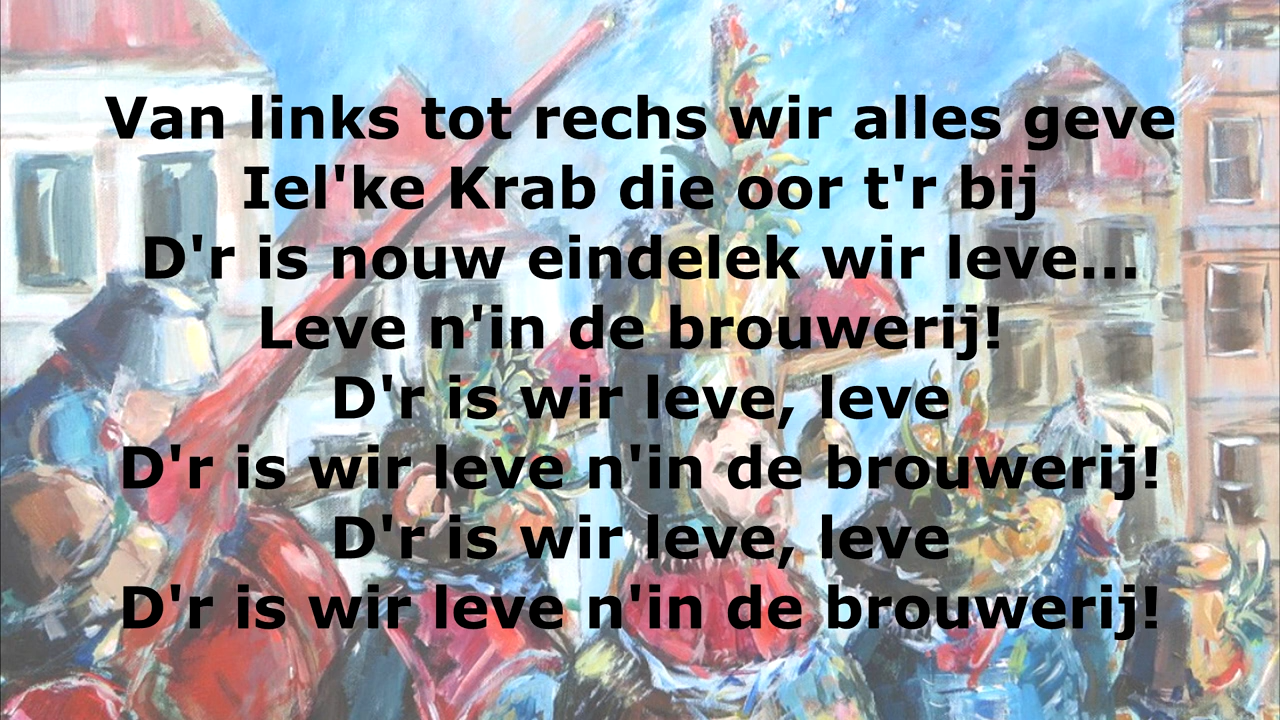 Van links tot rechs wir alles geve
Iel'ke Krab die oor t'r bij
D'r is nouw eindelek wir leve...
Leve n'in de brouwerij!
D'r is wir leve, leve
D'r is wir leve n'in de brouwerij!
D'r is wir leve, leve
D'r is wir leve n'in de brouwerij!